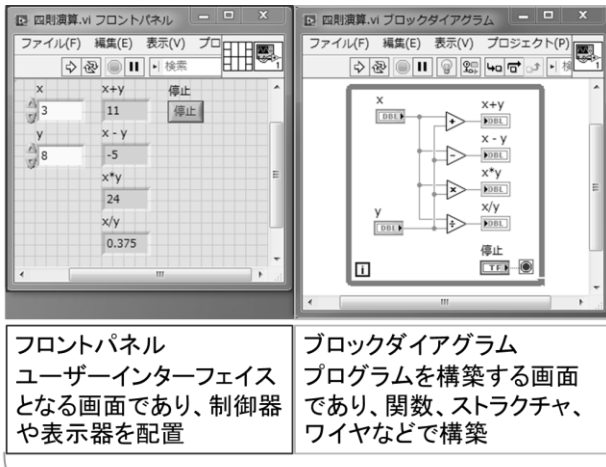 四則演算.vi フロントパネル
ファイル(F) 編集(E) 表示(V) プロ
検索
1
x
x+y
停止
3
11
停止
y
x - y
8
-5
x*y
24
x/y
0.375
四則演算.vi ブロックダイアグラム
ファイル(F) 編集(E) 表示(V) プロジェクト(P)
検
1
x
DBL
x+y
DBL
x - y
DBL
x*y
DBL
y
DBL
x/y
DBL
停止
TF
i
フロントパネル
ユーザーインターフェイス
となる画面であり、制御器
や表示器を配置
ブロックダイアグラム
プログラムを構築する画面
であり、関数、ストラクチャ、
ワイヤなどで構築